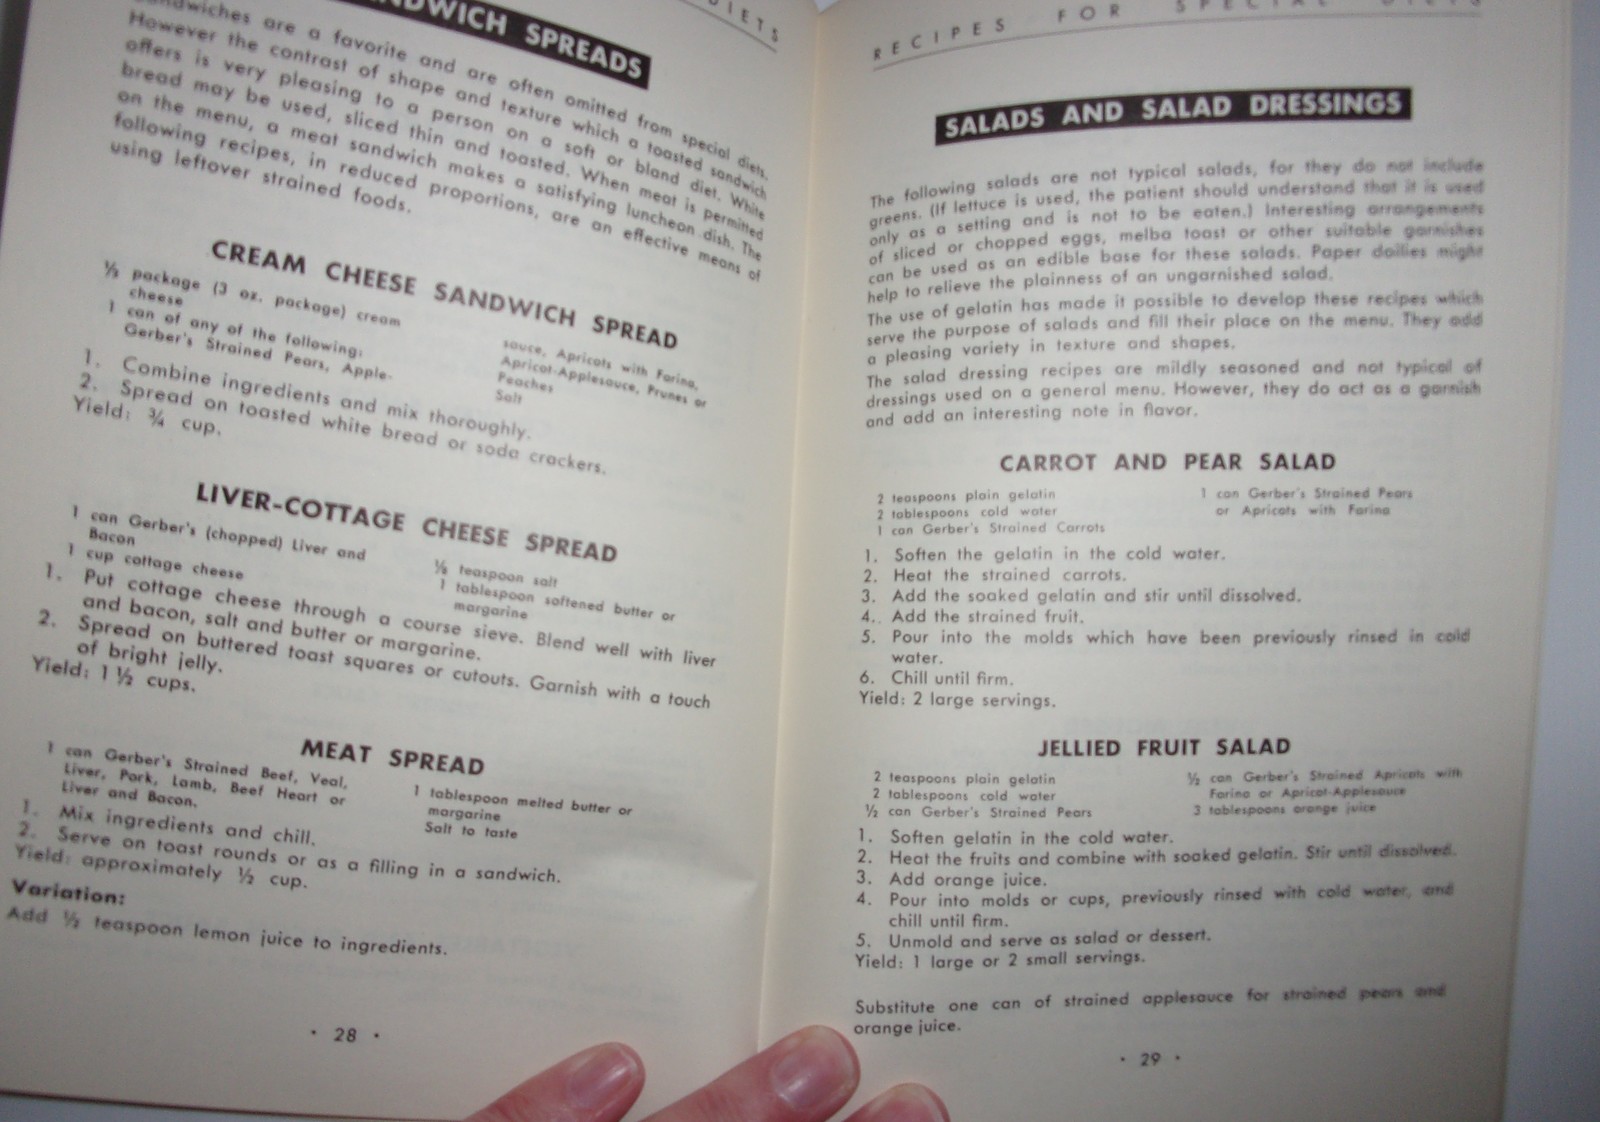 DIETS
SANDWICH SPREADS
Sandwiches are a favorite and are often omitted from special diets.
However the contrast of shape and texture which a toasted sandwich
offers is very pleasing to a person on a soft or bland diet. White
bread may be used, sliced thin and toasted. When meat is permitted
on the menu, a meat sandwich makes a satisfying luncheon dish. The
following recipes, in reduced proportions, are an effective means of
using leftover strained foods.
CREAM CHEESE SANDWICH SPREAD
⅓ package (3 oz. package) cream
cheese
1 can of any of the following:
Gerber's Strained Pears, Apple-
sauce, Apricots with Farina,
Apricot-Applesauce, Prunes or
Peaches
Salt
1. Combine ingredients and mix thoroughly.
2. Spread on toasted white bread or soda crackers.
Yield: ¾ cup.
LIVER-COTTAGE CHEESE SPREAD
1 can Gerber's (chopped) Liver and
Bacon
1 cup cottage cheese
⅛ teaspoon salt
1 tablespoon softened butter or
margarine
1. Put cottage cheese through a course sieve. Blend well with liver
and bacon, salt and butter or margarine.
2. Spread on buttered toast squares or cutouts. Garnish with a touch
of bright jelly.
Yield: 1½ cups.
MEAT SPREAD
1 can Gerber's Strained Beef, Veal,
Liver, Pork, Lamb, Beef Heart or
Liver and Bacon.
1 tablespoon melted butter or
margarine
Salt to taste
1. Mix ingredients and chill.
2. Serve on toast rounds or as a filling in a sandwich.
Yield: approximately ½ cup.
Variation:
Add ½ teaspoon lemon juice to ingredients.
• 28 •
RECIPES FOR SPECIAL DIETS
SALADS AND SALAD DRESSINGS
The following salads are not typical salads, for they do not include
greens. (If lettuce is used, the patient should understand that it is used
only as a setting and is not to be eaten.) Interesting arrangements
of sliced or chopped eggs, melba toast or other suitable garnishes
can be used as an edible base for these salads. Paper doilies might
help to relieve the plainness of an ungarnished salad.
The use of gelatin has made it possible to develop these recipes which
serve the purpose of salads and fill their place on the menu. They add
a pleasing variety in texture and shapes.
The salad dressing recipes are mildly seasoned and not typical of
dressings used on a general menu. However, they do act as a garnish
and add an interesting note in flavor.
CARROT AND PEAR SALAD
2 teaspoons plain gelatin
2 tablespoons cold water
1 can Gerber's Strained Carrots
1 can Gerber's Strained Pears
or Apricots with Farina
1. Soften the gelatin in the cold water.
2. Heat the strained carrots.
3. Add the soaked gelatin and stir until dissolved.
4. Add the strained fruit.
5. Pour into the molds which have been previously rinsed in cold
water.
6. Chill until firm.
Yield: 2 large servings.
JELLIED FRUIT SALAD
2 teaspoons plain gelatin
2 tablespoons cold water
½ can Gerber's Strained Pears
½ can Gerber's Strained Apricots with
Farina or Apricot-Applesauce
3 tablespoons orange juice
1. Soften gelatin in the cold water.
2. Heat the fruits and combine with soaked gelatin. Stir until dissolved.
3. Add orange juice.
4. Pour into molds or cups, previously rinsed with cold water, and
chill until firm.
5. Unmold and serve as salad or dessert.
Yield: 1 large or 2 small servings.
Substitute one can of strained applesauce for strained pears and
orange juice.
• 29 •